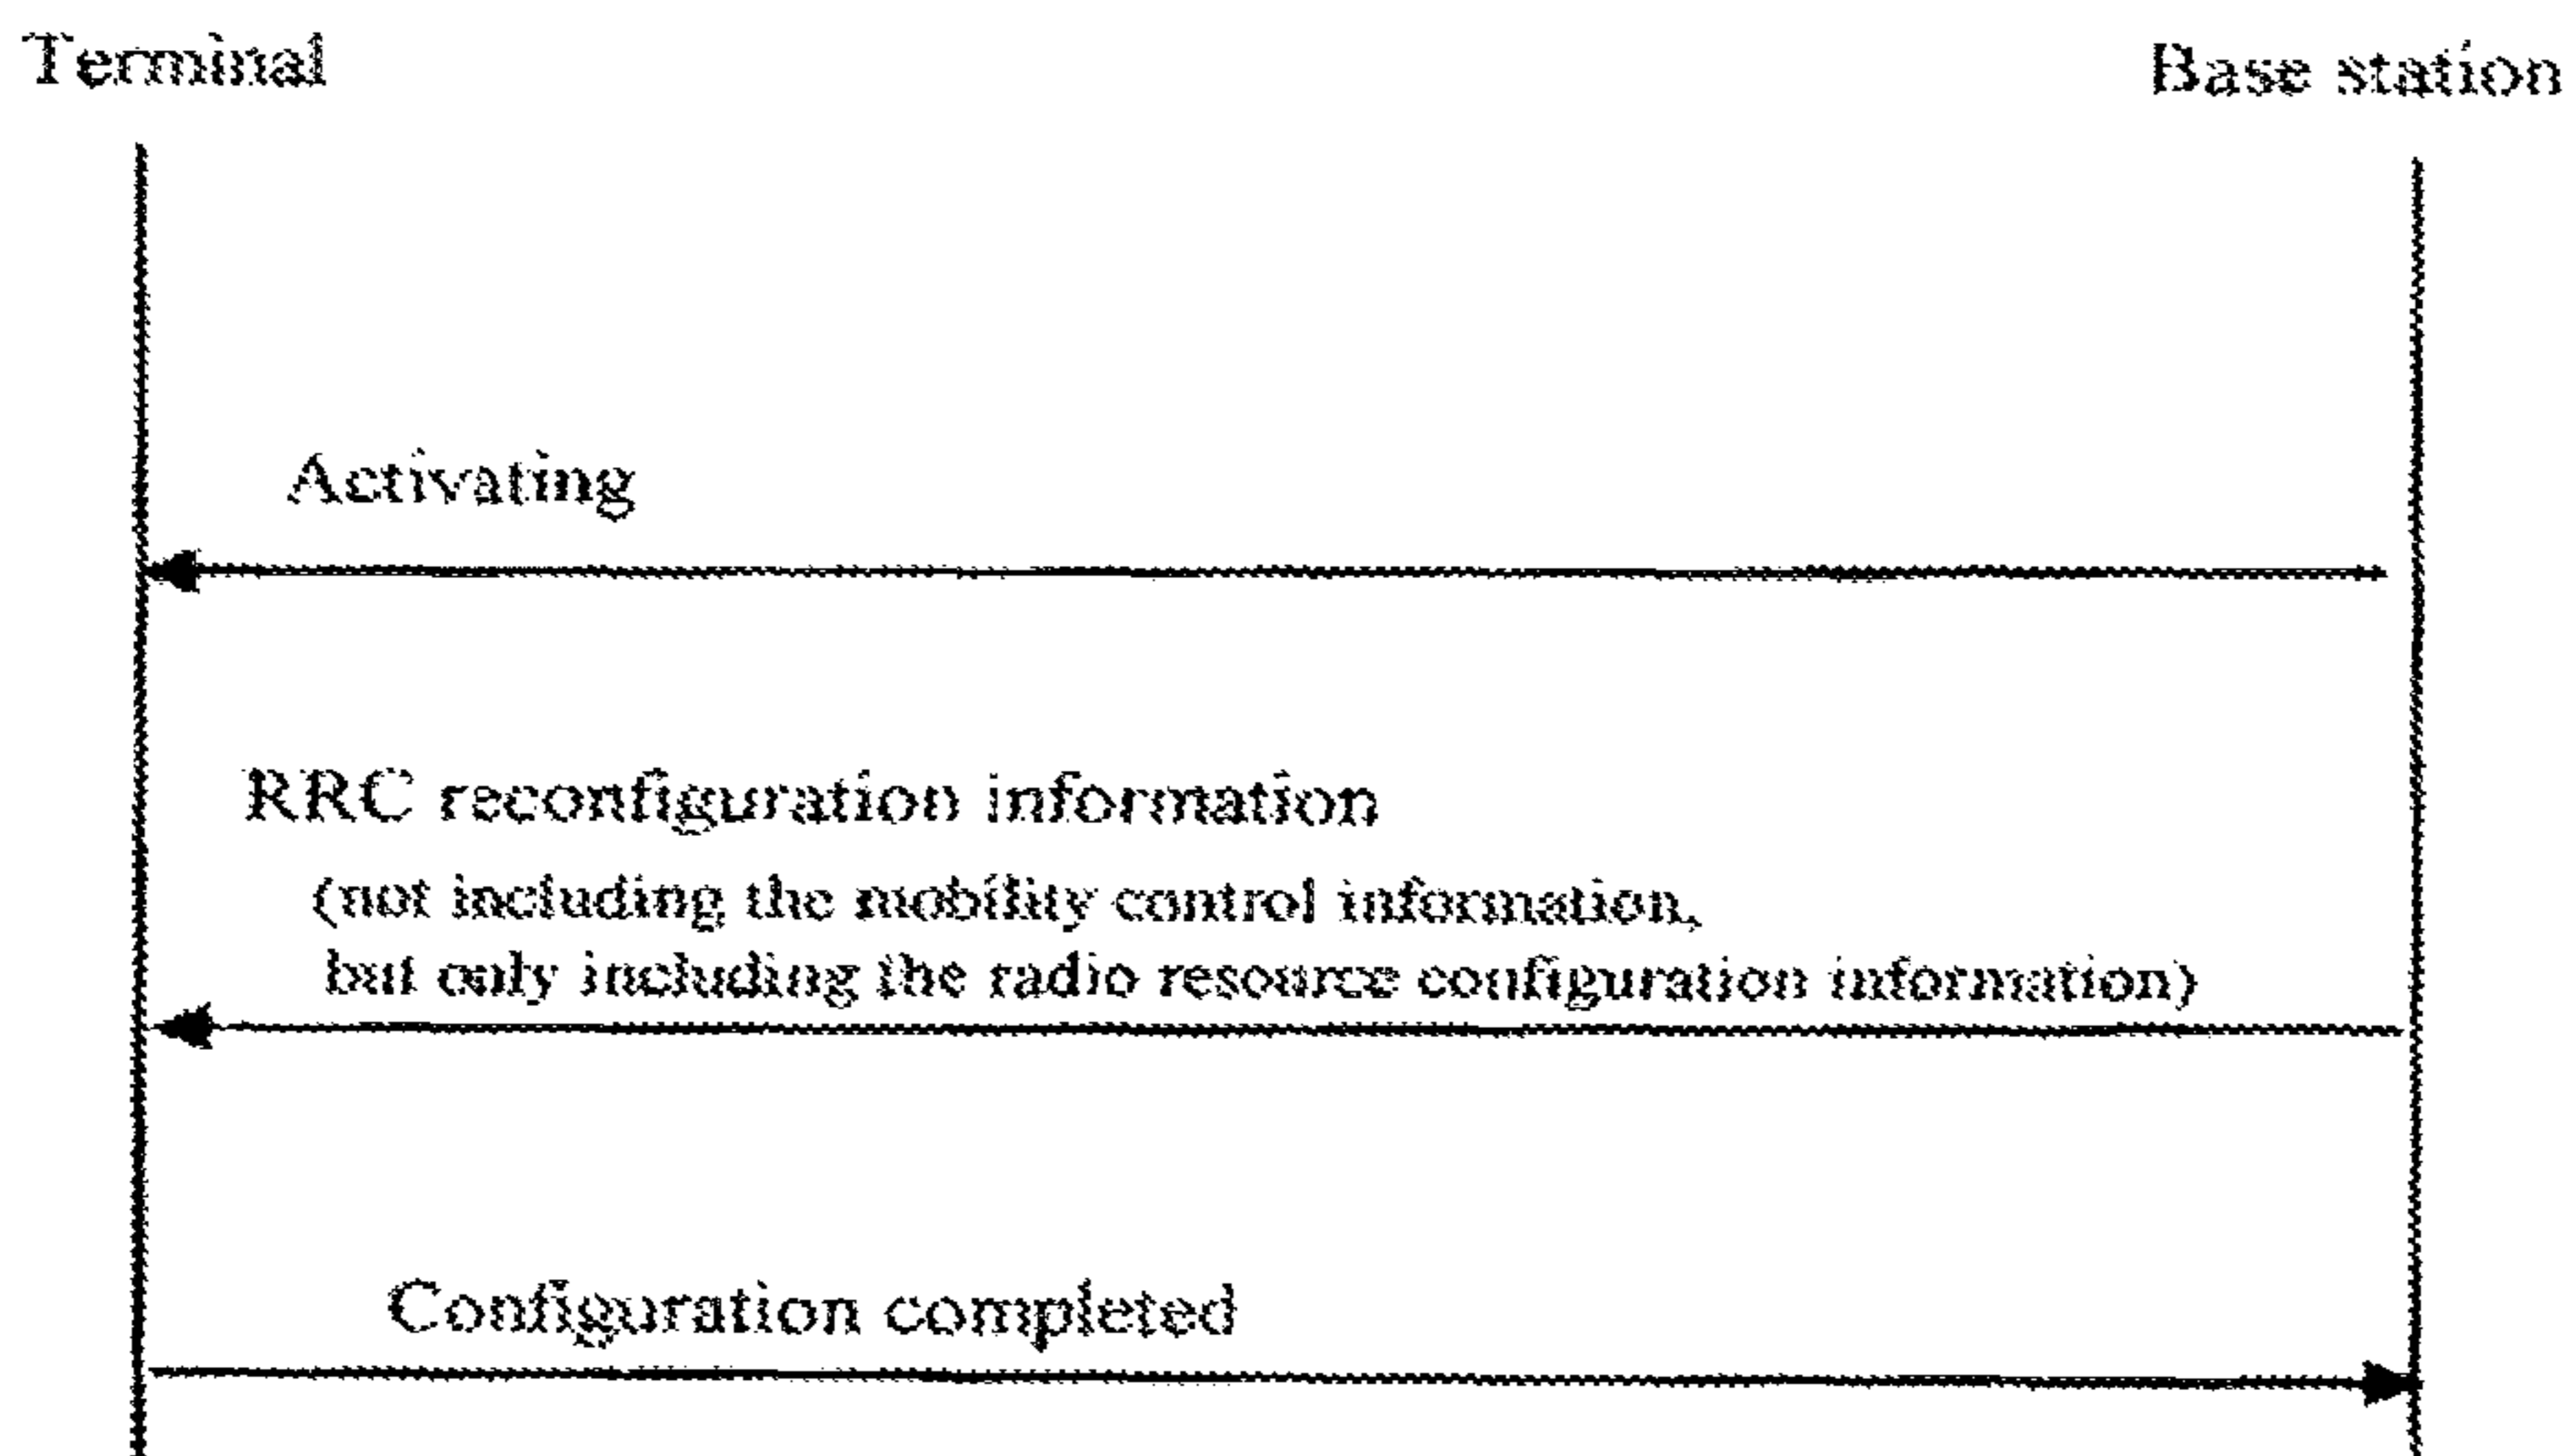 Terminal
Base station
Activating
RRC reconfiguration information
(not including the mobility control information,
but only including the radio resource configuration information)
Configuration completed